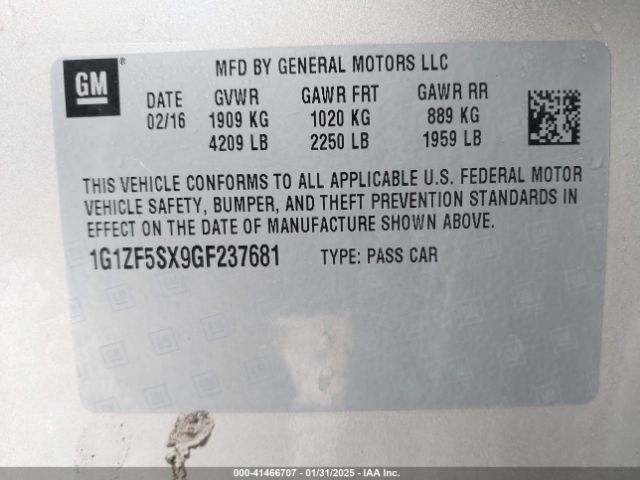 GM ®
MFD BY GENERAL MOTORS LLC
DATE GVWR GAWR FRT GAWR RR
02/16 1909 KG 1020 KG 889 KG
4209 LB 2250 LB 1959 LB
THIS VEHICLE CONFORMS TO ALL APPLICABLE U.S. FEDERAL MOTOR
VEHICLE SAFETY, BUMPER, AND THEFT PREVENTION STANDARDS IN
EFFECT ON THE DATE OF MANUFACTURE SHOWN ABOVE.
1G1ZF5SX9GF237681 TYPE: PASS CAR
000-41466707 - 01/31/2025 - IAA Inc.